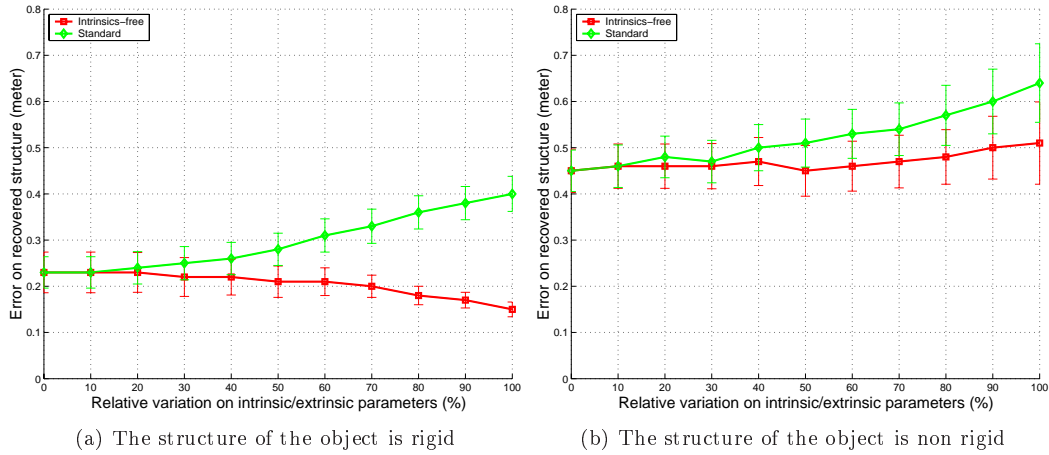 0.8
0.7
0.6
0.5
0.4
0.3
0.2
0.1
0
Error on recovered structure (meter)
Intrinsics−free
Standard
0 10 20 30 40 50 60 70 80 90 100
Relative variation on intrinsic/extrinsic parameters (%)
(a) The structure of the object is rigid
0.8
0.7
0.6
0.5
0.4
0.3
0.2
0.1
0
Error on recovered structure (meter)
Intrinsics−free
Standard
0 10 20 30 40 50 60 70 80 90 100
Relative variation on intrinsic/extrinsic parameters (%)
(b) The structure of the object is non rigid